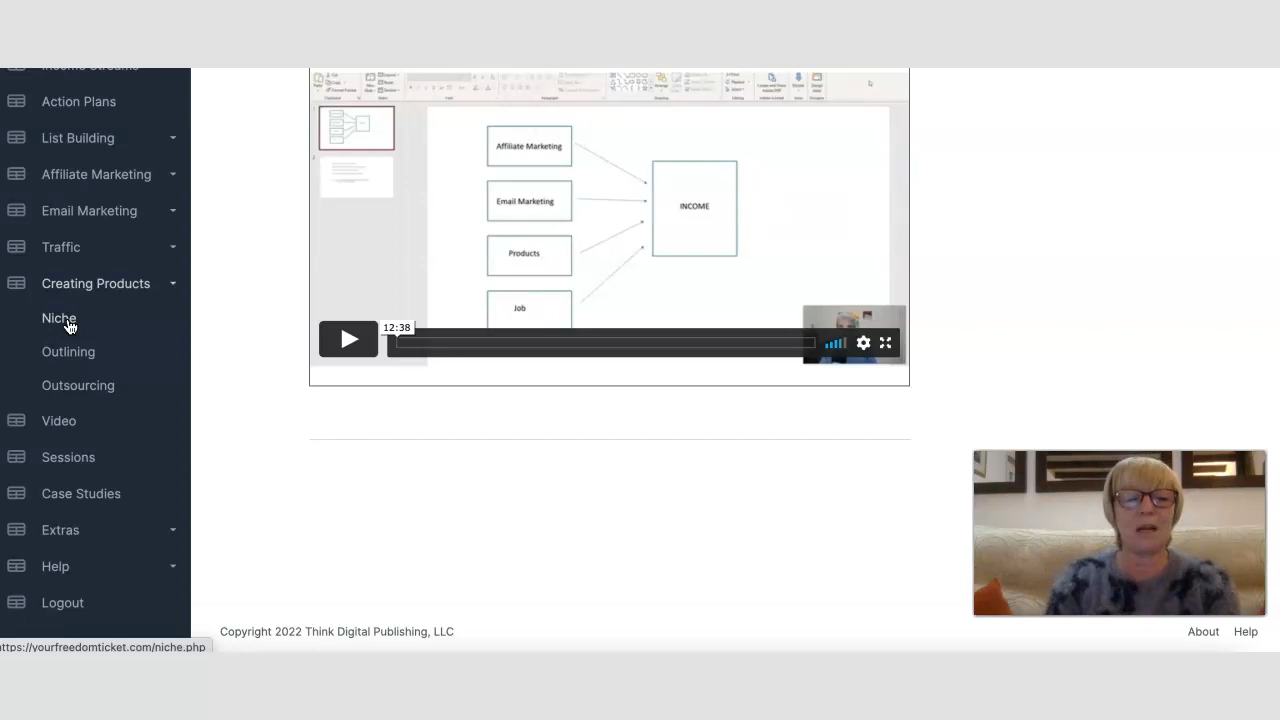 Income Streams
Action Plans
List Building
Affiliate Marketing
Email Marketing
Traffic
Creating Products
Niche
Outlining
Outsourcing
Video
Sessions
Case Studies
Extras
Help
Logout
Affiliate Marketing
Email Marketing
Products
Job
INCOME
12:38
Copyright 2022 Think Digital Publishing, LLC
About
Help
https://yourfreedomticket.com/niche.php